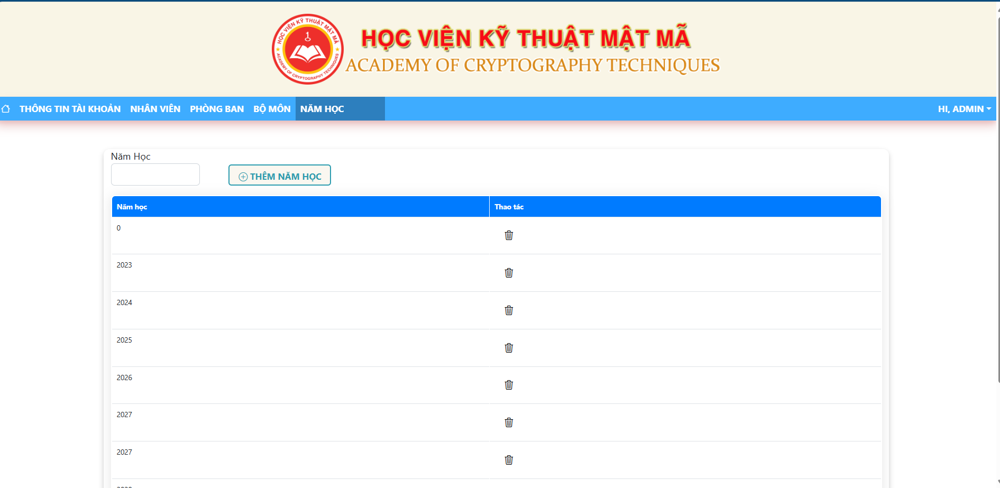 HỌC VIỆN KỸ THUẬT MẬT MÃ
ACADEMY OF CRYPTOGRAPHY TECHNIQUES
HỌC VIỆN KỸ THUẬT MẬT MÃ
ACADEMY OF CRYPTOGRAPHY TECHNIQUES
THÔNG TIN TÀI KHOẢN NHÂN VIÊN PHÒNG BAN BỘ MÔN NĂM HỌC HI, ADMIN
Năm Học
THÊM NĂM HỌC
Năm học Thao tác
0
2023
2024
2025
2026
2027
2027